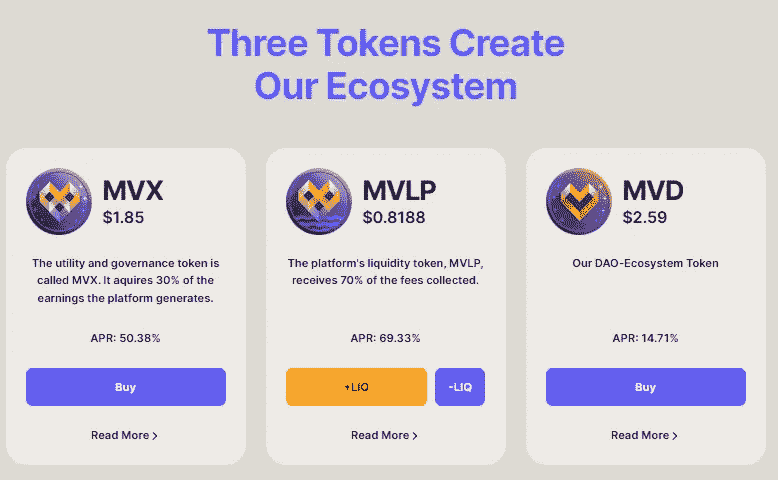 Three Tokens Create
Our Ecosystem
MVX
$1.85
The utility and governance token is
called MVX. It aquires 30% of the
earnings the platform generates.
APR: 50.38%
Buy
Read More >
MVLP
$0.8188
The platform's liquidity token, MVLP,
receives 70% of the fees collected.
APR: 69.33%
+LIQ
-LIQ
Read More >
MVD
$2.59
Our DAO-Ecosystem Token
APR: 14.71%
Buy
Read More >